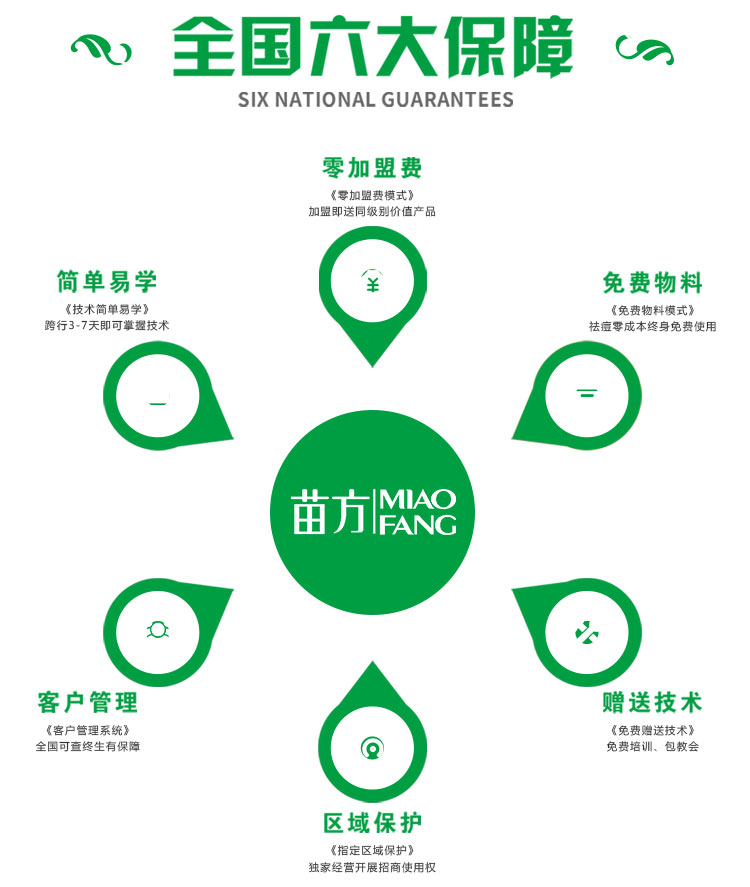 全国六大保障
SIX NATIONAL GUARANTEES
零加盟费
《零加盟费模式》
加盟即送同级别价值产品
简单易学
《技术简单易学》
跨行3-7天即可掌握技术
免费物料
《免费物料模式》
祛痘零成本终身免费使用
¥
苗方
MIAO
FANG
客户管理
《客户管理系统》
全国可查终生有保障
赠送技术
《免费赠送技术》
免费培训、包教会
区域保护
《指定区域保护》
独家经营开展招商使用权